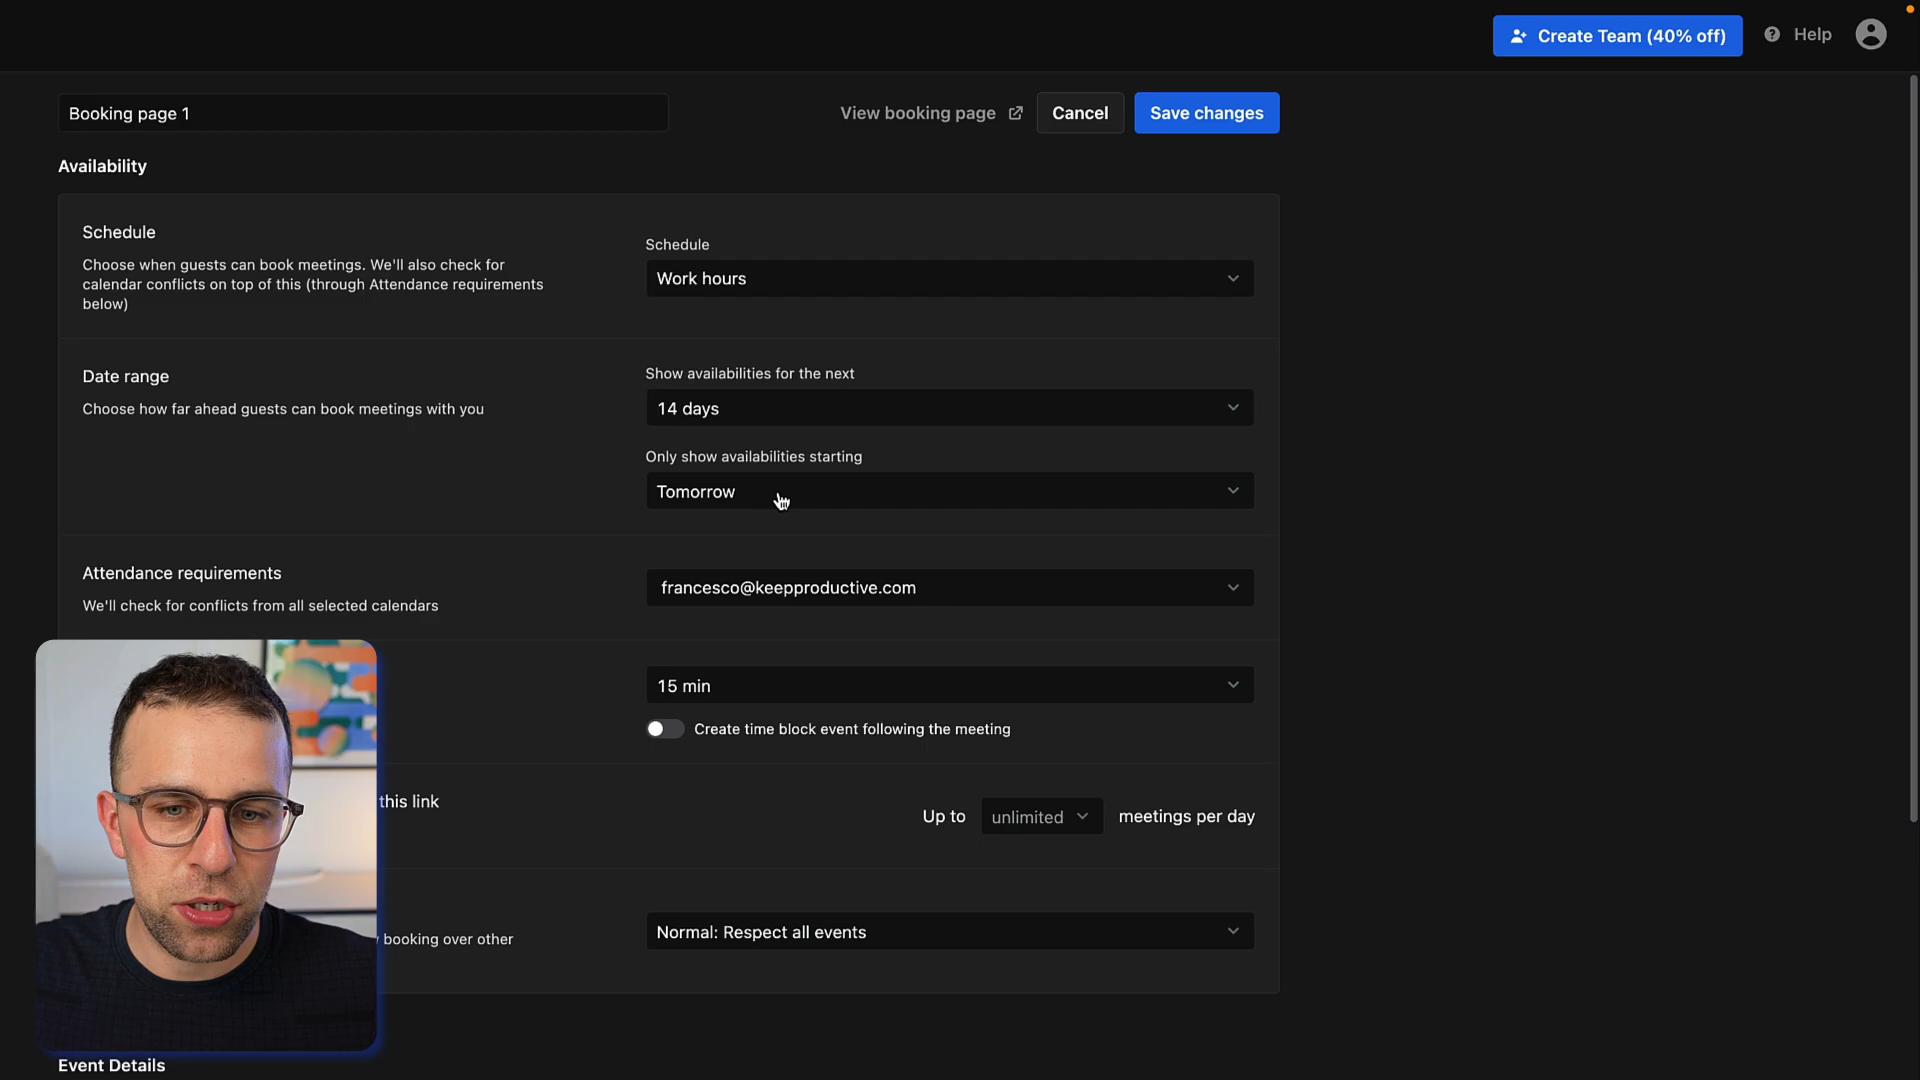 Create Team (40% off)
Help
Booking page 1
View booking page
Cancel
Save changes
Availability
Schedule
Choose when guests can book meetings. We'll also check for
calendar conflicts on top of this (through Attendance requirements
below)
Schedule
Work hours
Date range
Choose how far ahead guests can book meetings with you
Show availabilities for the next
14 days
Only show availabilities starting
Tomorrow
Attendance requirements
We'll check for conflicts from all selected calendars
francesco@keepproductive.com
15 min
Create time block event following the meeting
this link
Up to unlimited meetings per day
booking over other
Normal: Respect all events
Event Details